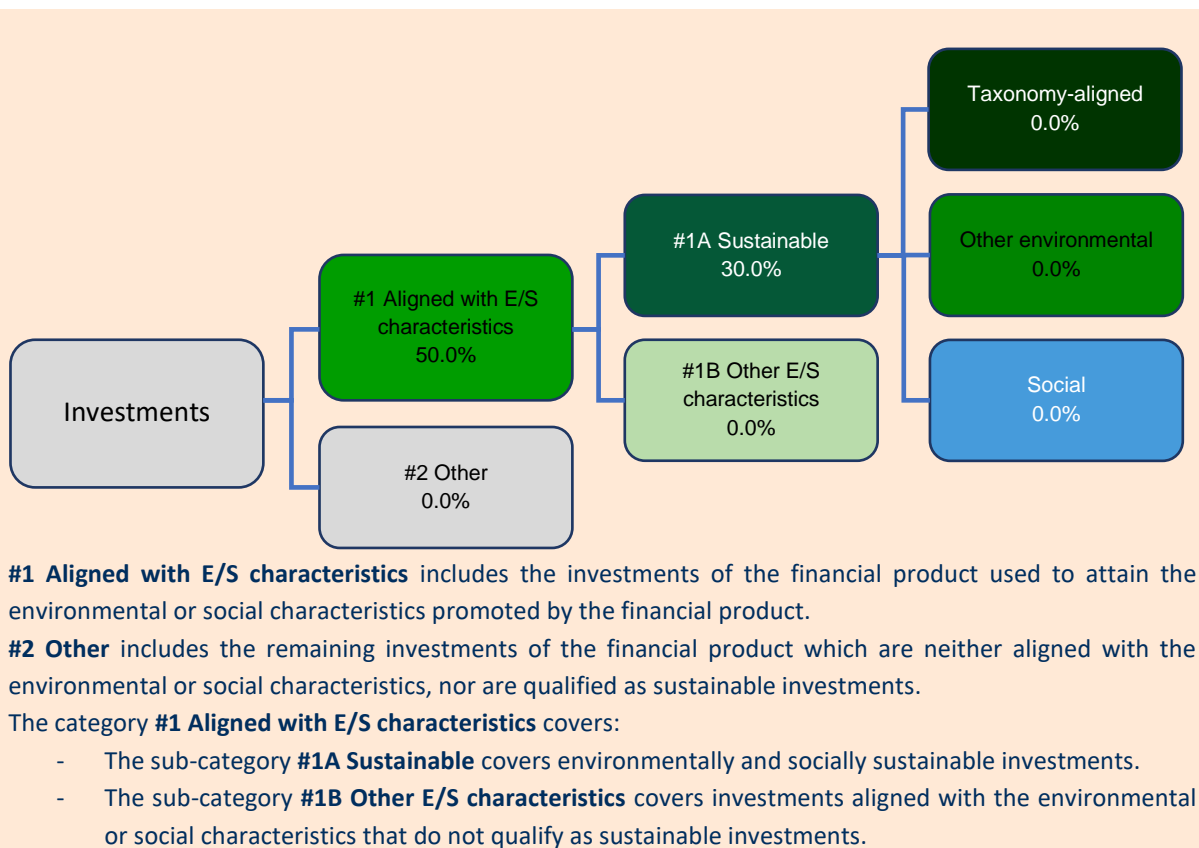 Taxonomy-aligned
0.0%
#1A Sustainable
30.0%
Other environmental
0.0%
#1 Aligned with E/S
characteristics
50.0%
#1B Other E/S
characteristics
0.0%
Social
0.0%
Investments
#2 Other
0.0%
#1 Aligned with E/S characteristics includes the investments of the financial product used to attain the
environmental or social characteristics promoted by the financial product.
#2 Other includes the remaining investments of the financial product which are neither aligned with the
environmental or social characteristics, nor are qualified as sustainable investments.
The category #1 Aligned with E/S characteristics covers:
- The sub-category #1A Sustainable covers environmentally and socially sustainable investments.
- The sub-category #1B Other E/S characteristics covers investments aligned with the environmental
or social characteristics that do not qualify as sustainable investments.